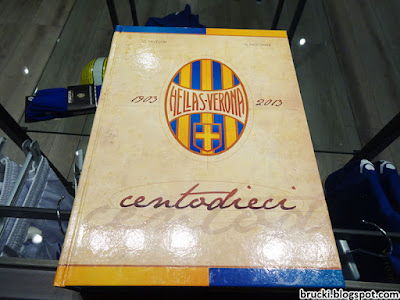 1903
HELLAS-VERONA
2013
centodieci
brucki.blogspot.com